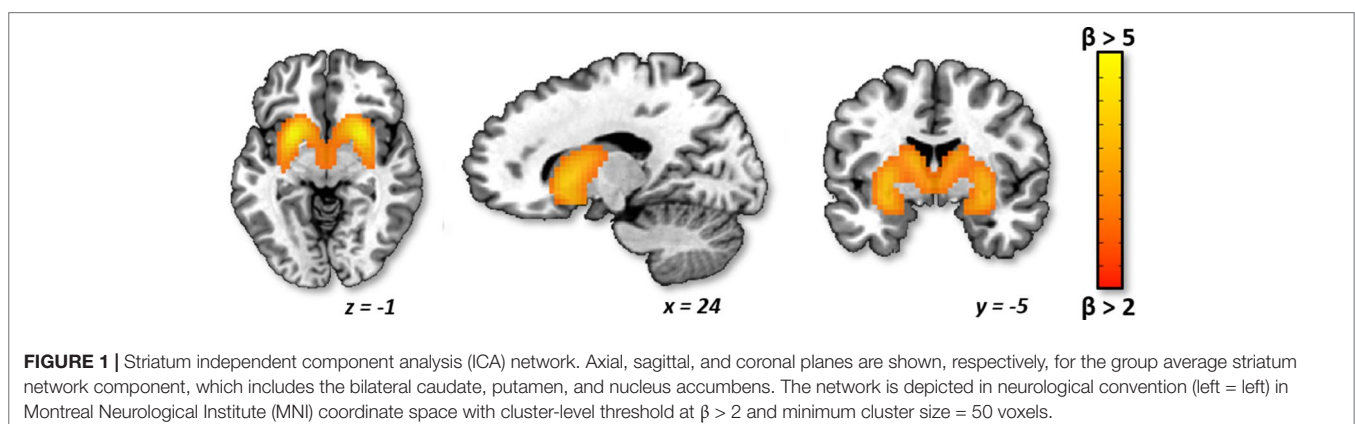 β > 5
z = -1
x = 24
y = -5
β > 2
FIGURE 1 | Striatum independent component analysis (ICA) network. Axial, sagittal, and coronal planes are shown, respectively, for the group average striatum
network component, which includes the bilateral caudate, putamen, and nucleus accumbens. The network is depicted in neurological convention (left = left) in
Montreal Neurological Institute (MNI) coordinate space with cluster-level threshold at β > 2 and minimum cluster size = 50 voxels.